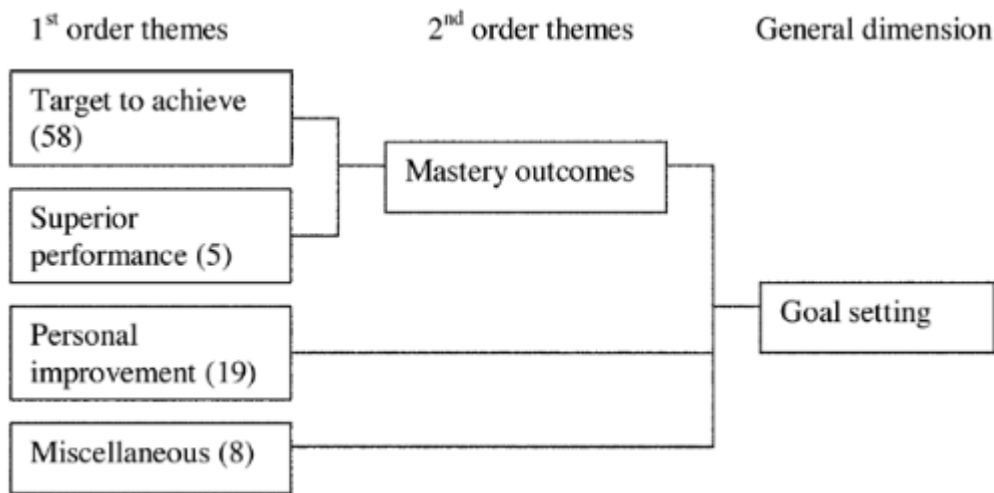 1st order themes
2nd order themes
General dimension
Target to achieve
(58)
Mastery outcomes
Superior
performance (5)
Goal setting
Personal
improvement (19)
Miscellaneous (8)